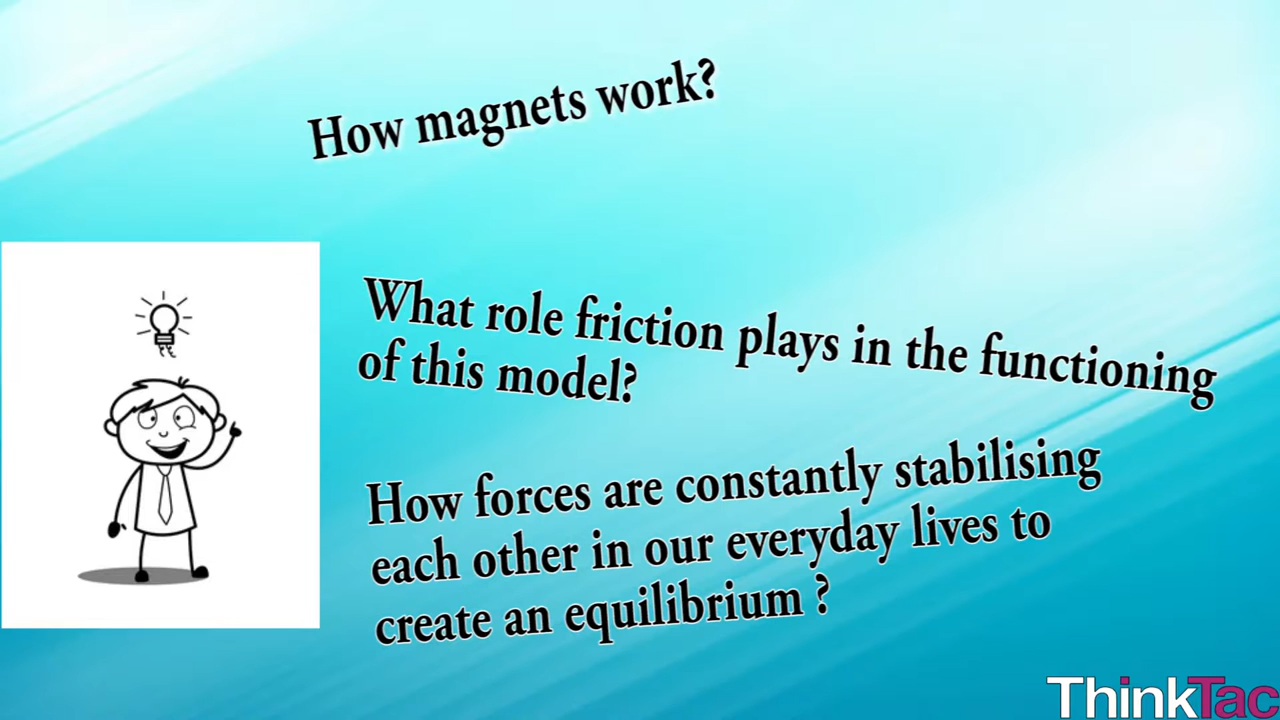 How magnets work?
What role friction plays in the functioning
of this model?
How forces are constantly stabilising
each other in our everyday lives to
create an equilibrium ?
ThinkTac